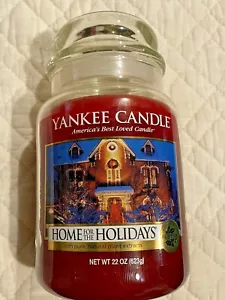 YANKEE CANDLE®
America's Best Loved Candle®
HOME FOR THE HOLIDAYS®
NET WT 22 OZ (623g)